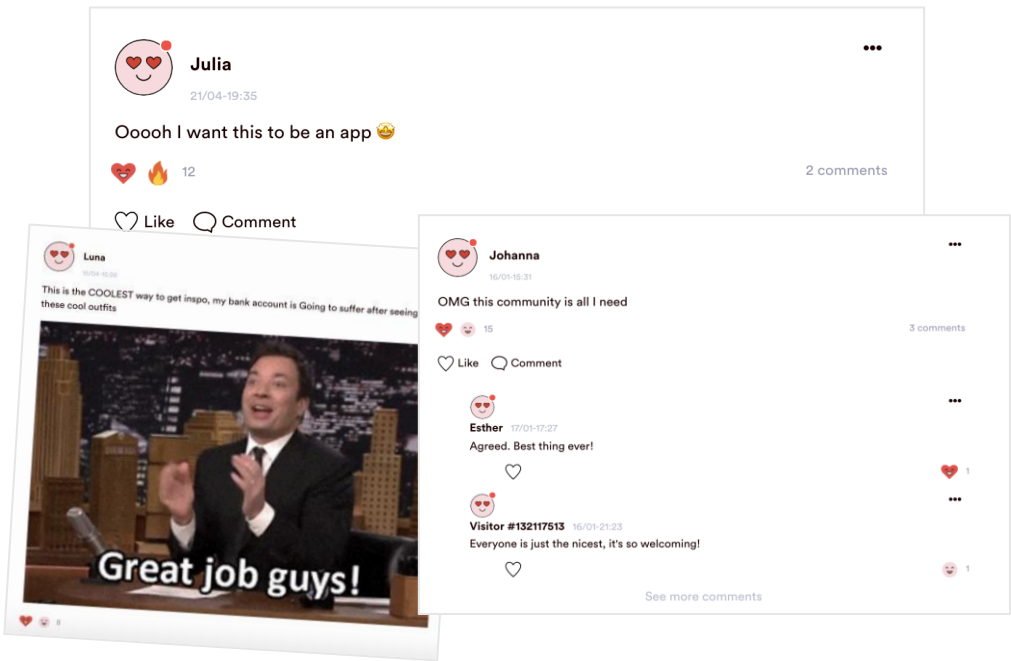 Julia
21/04-19:35
Ooooh I want this to be an app
12
2 comments
Like Comment
Luna
This is the COOLEST way to get inspo, my bank account is Going to suffer after seeing
these cool outfits
Great job guys!
8
Johanna
16/01-15:31
OMG this community is all I need
15
3 comments
Like Comment
Esther 17/01-17:27
Agreed. Best thing ever!
1
Visitor #132117513 16/01-21:23
Everyone is just the nicest, it's so welcoming!
1
See more comments